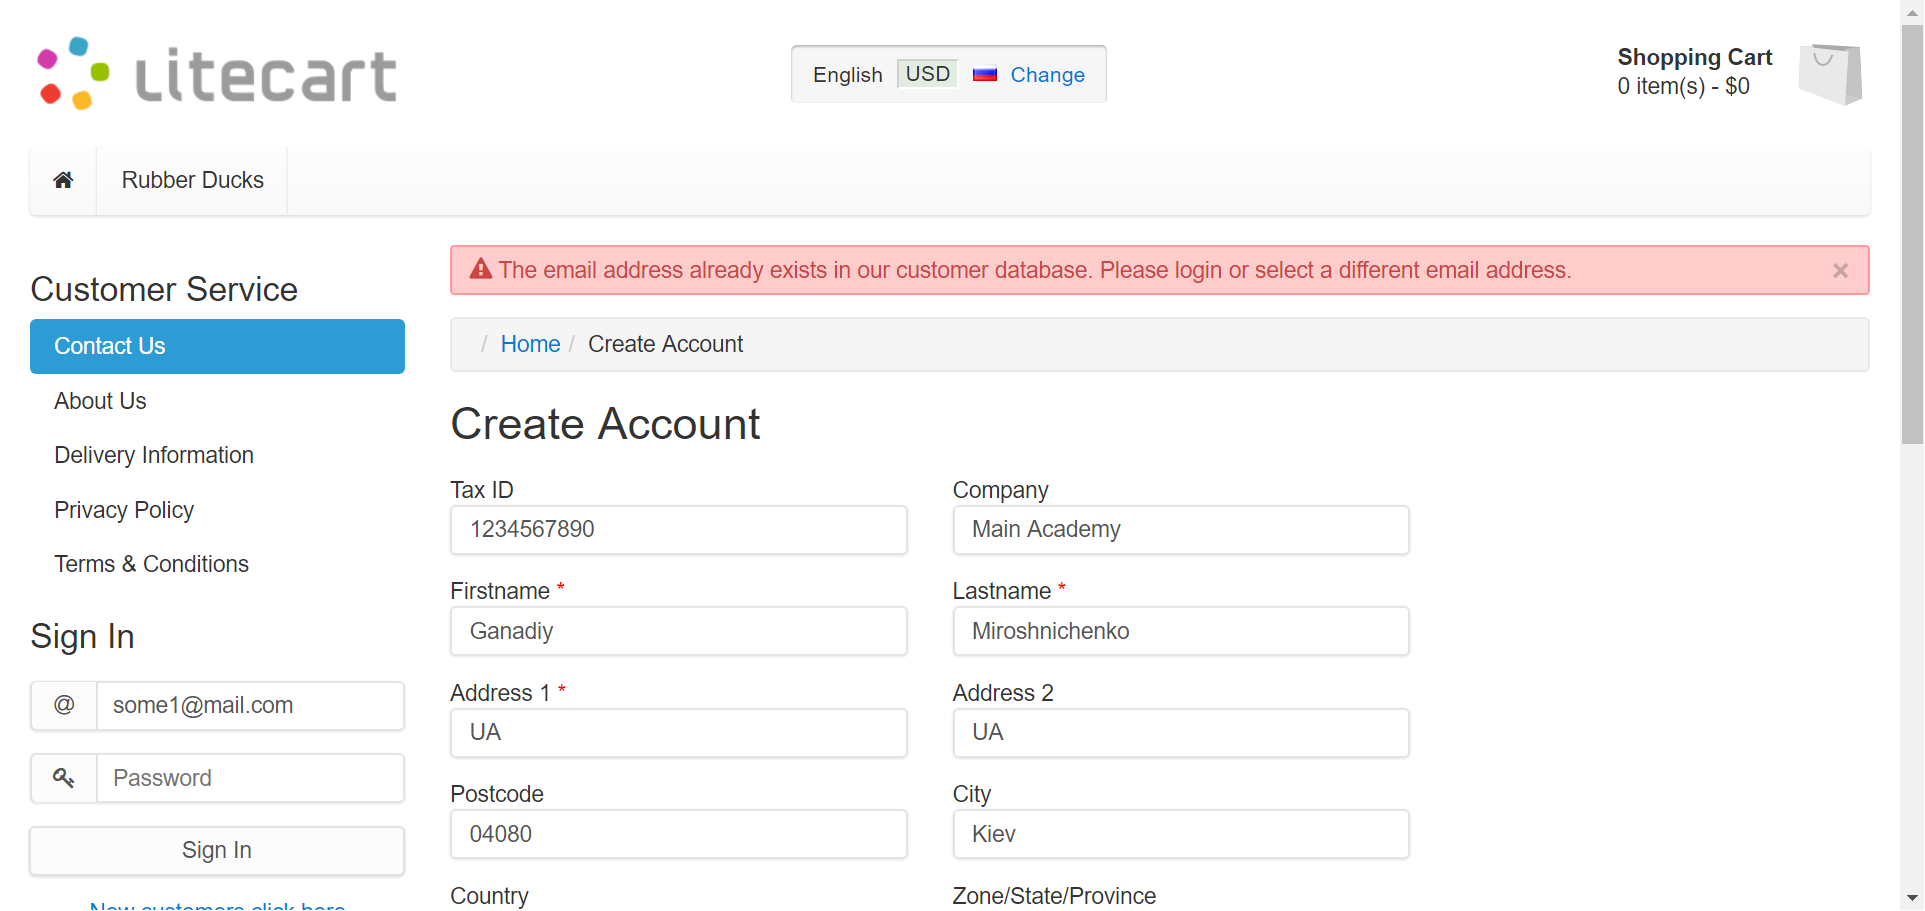 Litecart
English USD Change
Shopping Cart
0 item(s) - $0
Rubber Ducks
The email address already exists in our customer database. Please login or select a different email address. ×
Customer Service
Contact Us
About Us
Delivery Information
Privacy Policy
Terms & Conditions
Sign In
@ some1@mail.com
Password
Sign In
New customers click here
/ Home / Create Account
Create Account
Tax ID Company
1234567890 Main Academy
Firstname * Lastname *
Ganadiy Miroshnichenko
Address 1 * Address 2
UA UA
Postcode City
04080 Kiev
Country Zone/State/Province